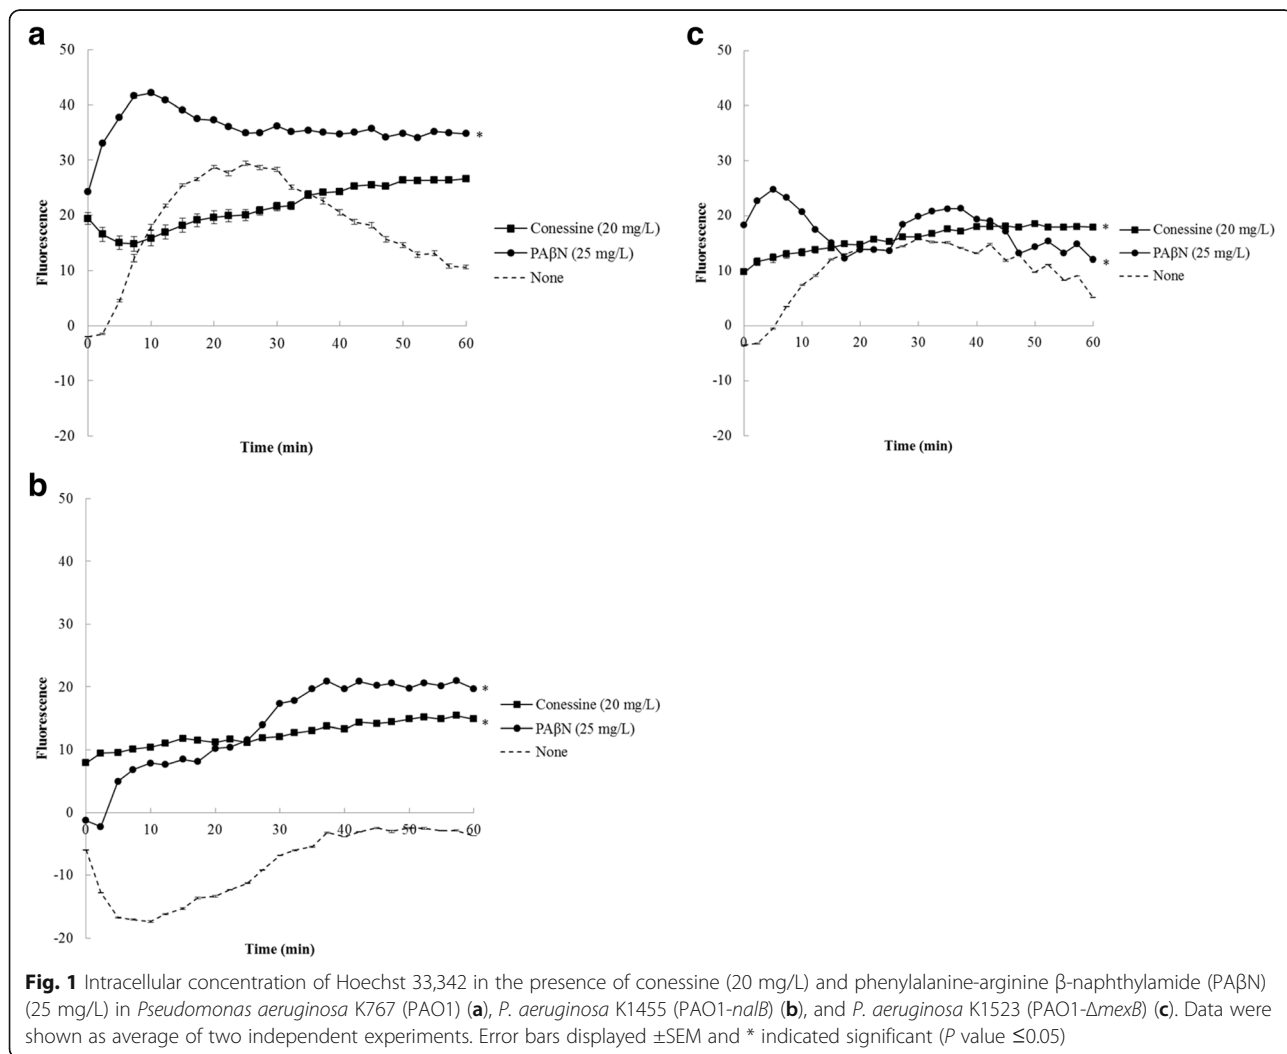 a
50
40
30
20
10
0
-10
-20
0 10 20 30 40 50 60
Fluorescence
Time (min)
*
Conessine (20 mg/L)
PAβN (25 mg/L)
None
c
50
40
30
20
10
0
-10
-20
0 10 20 30 40 50 60
Fluorescence
Time (min)
*
*
Conessine (20 mg/L)
PAβN (25 mg/L)
None
b
50
40
30
20
10
0
-10
-20
0 10 20 30 40 50 60
Fluorescence
Time (min)
*
*
Conessine (20 mg/L)
PAβN (25 mg/L)
None
Fig. 1 Intracellular concentration of Hoechst 33,342 in the presence of conessine (20 mg/L) and phenylalanine-arginine β-naphthylamide (PAβN)
(25 mg/L) in Pseudomonas aeruginosa K767 (PAO1) (a), P. aeruginosa K1455 (PAO1-nalB) (b), and P. aeruginosa K1523 (PAO1-ΔmexB) (c). Data were
shown as average of two independent experiments. Error bars displayed ±SEM and * indicated significant (P value ≤0.05)